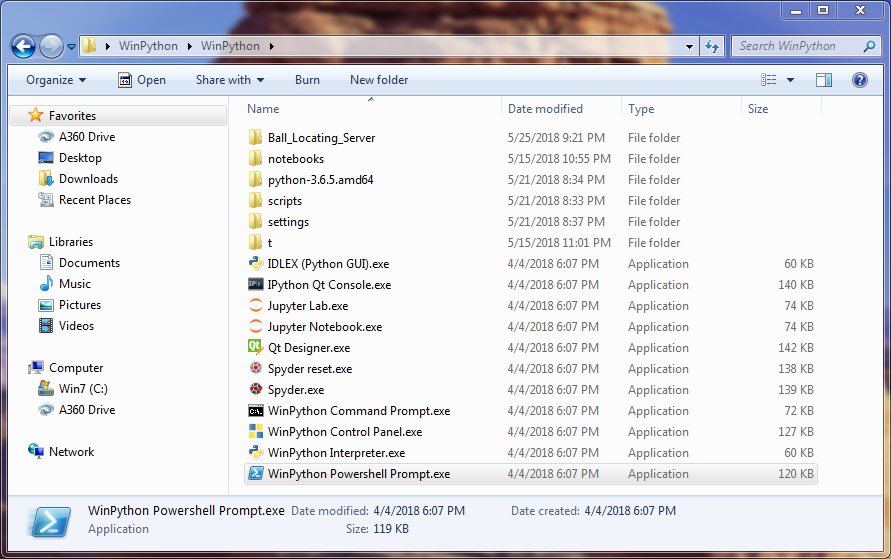 WinPython WinPython
Search WinPython
Organize Open Share with Burn New folder
Name Date modified Type Size
Favorites
A360 Drive
Desktop
Downloads
Recent Places
Libraries
Documents
Music
Pictures
Videos
Computer
Win7 (C:)
A360 Drive
Network
Ball_Locating_Server 5/25/2018 9:21 PM File folder
notebooks 5/15/2018 10:55 PM File folder
python-3.6.5.amd64 5/21/2018 8:34 PM File folder
scripts 5/21/2018 8:33 PM File folder
settings 5/21/2018 8:37 PM File folder
t 5/15/2018 11:01 PM File folder
IDLEX (Python GUI).exe 4/4/2018 6:07 PM Application 60 KB
IPython Qt Console.exe 4/4/2018 6:07 PM Application 140 KB
Jupyter Lab.exe 4/4/2018 6:07 PM Application 74 KB
Jupyter Notebook.exe 4/4/2018 6:07 PM Application 74 KB
Qt Designer.exe 4/4/2018 6:07 PM Application 142 KB
Spyder reset.exe 4/4/2018 6:07 PM Application 138 KB
Spyder.exe 4/4/2018 6:07 PM Application 139 KB
WinPython Command Prompt.exe 4/4/2018 6:07 PM Application 72 KB
WinPython Control Panel.exe 4/4/2018 6:07 PM Application 127 KB
WinPython Interpreter.exe 4/4/2018 6:07 PM Application 60 KB
WinPython Powershell Prompt.exe 4/4/2018 6:07 PM Application 120 KB
WinPython Powershell Prompt.exe Date modified: 4/4/2018 6:07 PM Date created: 4/4/2018 6:07 PM
Application Size: 119 KB